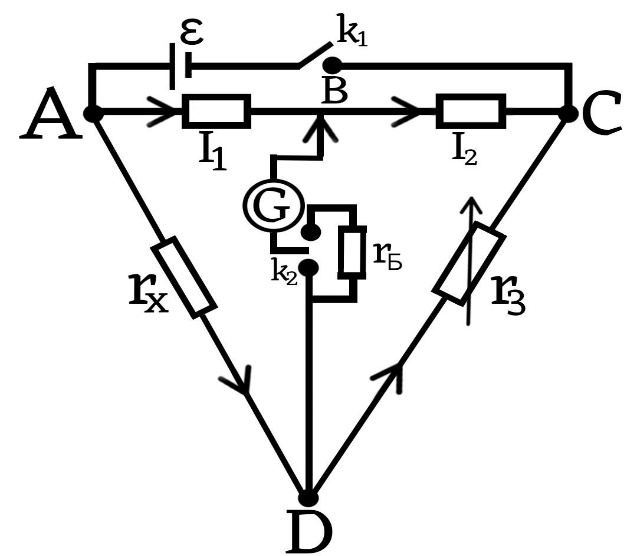 ε
k₁
B
A
C
I₁
I₂
G
k₂
rБ
rx
r₃
D